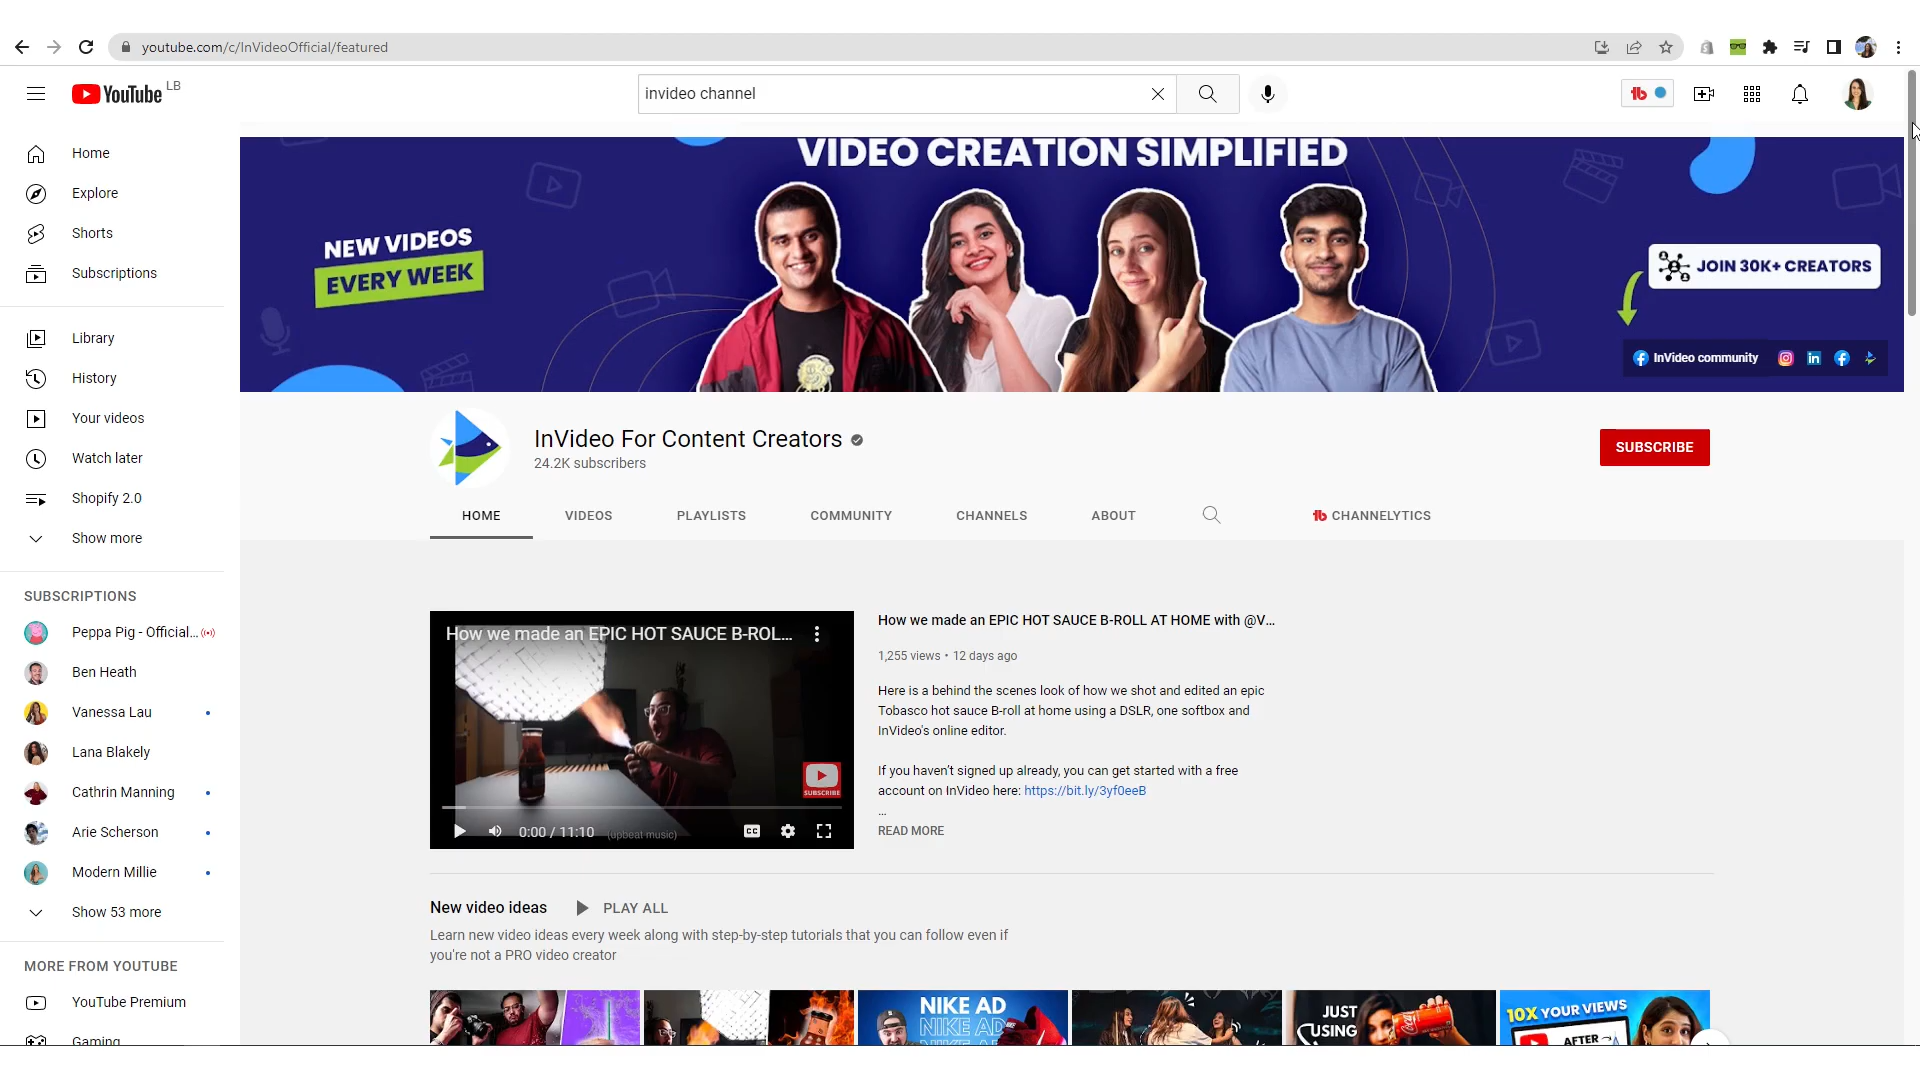 youtube.com/c/InVideoOfficial/featured
YouTube LB
invideo channel
Home
Explore
Shorts
Subscriptions
Library
History
Your videos
Watch later
Shopify 2.0
Show more
SUBSCRIPTIONS
Peppa Pig - Official...
Ben Heath
Vanessa Lau
Lana Blakely
Cathrin Manning
Arie Scherson
Modern Millie
Show 53 more
MORE FROM YOUTUBE
YouTube Premium
Gaming
VIDEO CREATION SIMPLIFIED
NEW VIDEOS
EVERY WEEK
JOIN 30K+ CREATORS
InVideo community
InVideo For Content Creators
24.2K subscribers
SUBSCRIBE
HOME VIDEOS PLAYLISTS COMMUNITY CHANNELS ABOUT CHANNELYTICS
How we made an EPIC HOT SAUCE B-ROL...
SUBSCRIBE
0:00 / 11:10
(upbeat music)
CC
How we made an EPIC HOT SAUCE B-ROLL AT HOME with @V...
1,255 views • 12 days ago
Here is a behind the scenes look of how we shot and edited an epic
Tobasco hot sauce B-roll at home using a DSLR, one softbox and
InVideo's online editor.
If you haven't signed up already, you can get started with a free
account on InVideo here: https://bit.ly/3yf0eeB
...
READ MORE
New video ideas PLAY ALL
Learn new video ideas every week along with step-by-step tutorials that you can follow even if
you're not a PRO video creator
NIKE AD
NIKE AD
JUST
USING
10X YOUR VIEWS
AFTER